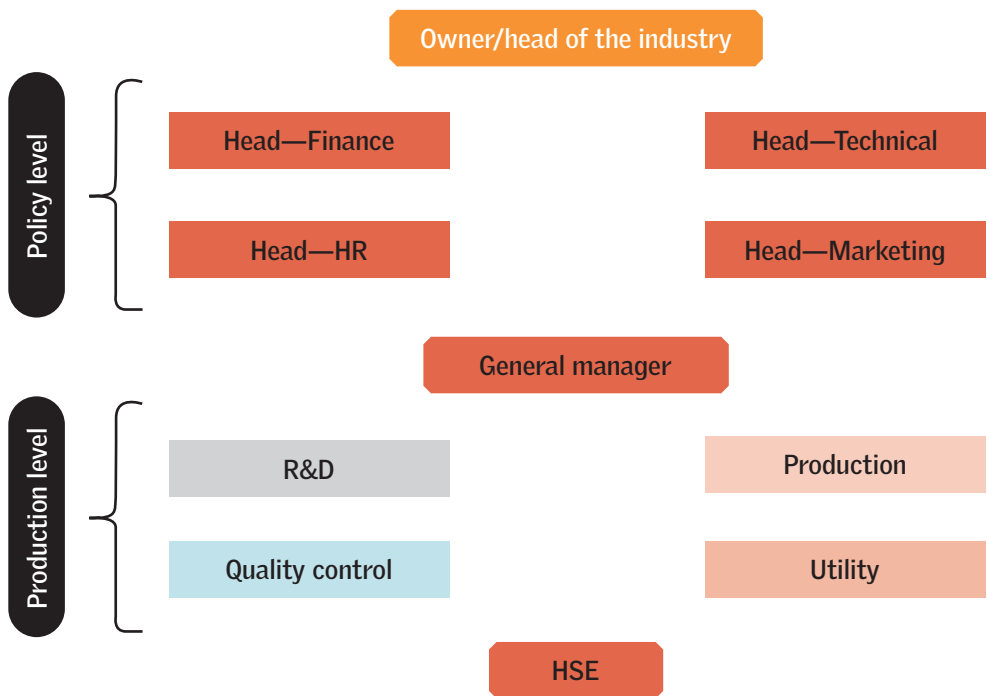 Owner/head of the industry
Policy level
Head—Finance
Head—Technical
Head—HR
Head—Marketing
General manager
Production level
R&D
Production
Quality control
Utility
HSE